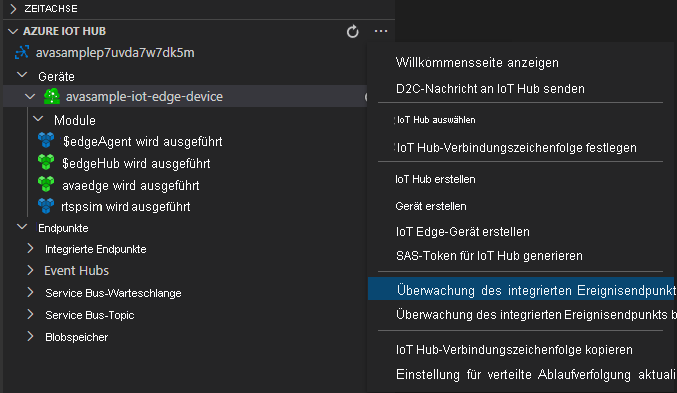 ZEITACHSE
AZURE IOT HUB
avasamplep7uvda7w7dk5m
Geräte
avasample-iot-edge-device
Module
$edgeAgent wird ausgeführt
$edgeHub wird ausgeführt
avaedge wird ausgeführt
rtspsim wird ausgeführt
Endpunkte
Integrierte Endpunkte
Event Hubs
Service Bus-Warteschlange
Service Bus-Topic
Blobspeicher
Willkommensseite anzeigen
D2C-Nachricht an IoT Hub senden
IoT Hub auswählen
IoT Hub-Verbindungszeichenfolge festlegen
IoT Hub erstellen
Gerät erstellen
IoT Edge-Gerät erstellen
SAS-Token für IoT Hub generieren
Überwachung des integrierten Ereignisendpunkt
Überwachung des integrierten Ereignisendpunkts b
IoT Hub-Verbindungszeichenfolge kopieren
Einstellung für verteilte Ablaufverfolgung aktuali